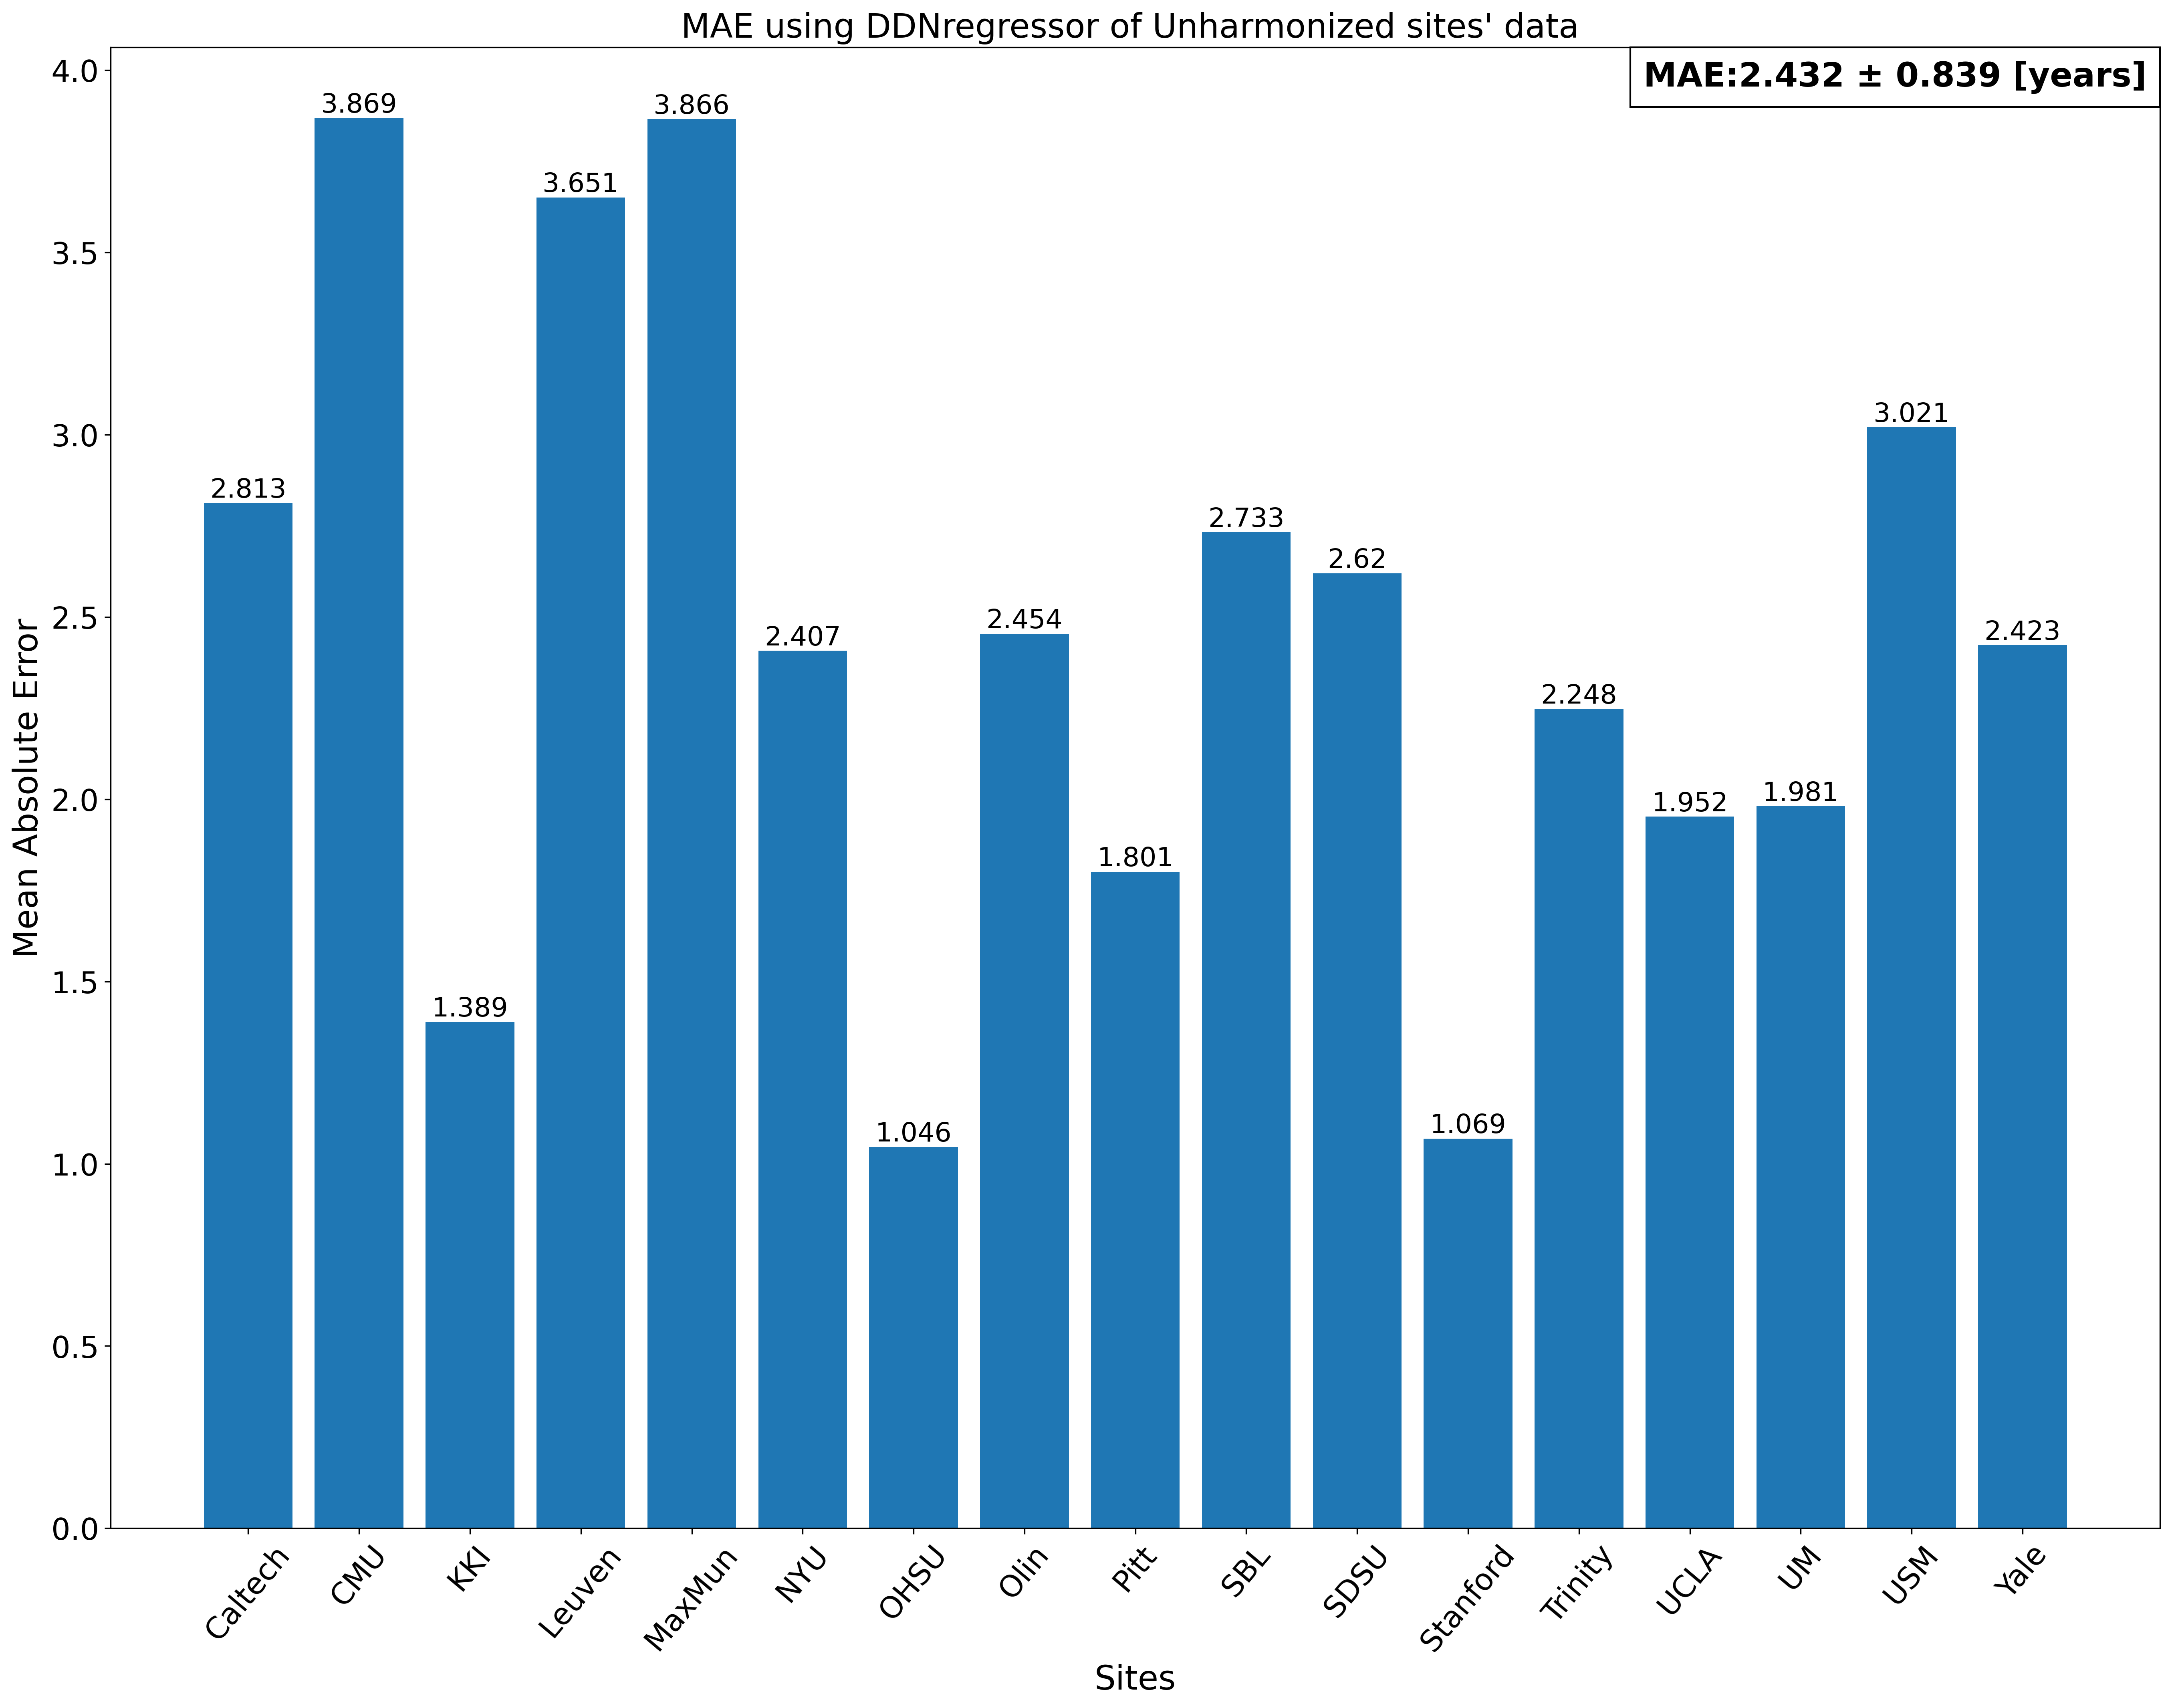 MAE using DDNregressor of Unharmonized sites' data
MAE:2.432 ± 0.839 [years]
Mean Absolute Error
4.0
3.5
3.0
2.5
2.0
1.5
1.0
0.5
0.0
2.813
3.869
1.389
3.651
3.866
2.407
1.046
2.454
1.801
2.733
2.62
1.069
2.248
1.952
1.981
3.021
2.423
Caltech
CMU
KKI
Leuven
MaxMun
NYU
OHSU
Olin
Pitt
SBL
SDSU
Stanford
Trinity
UCLA
UM
USM
Yale
Sites